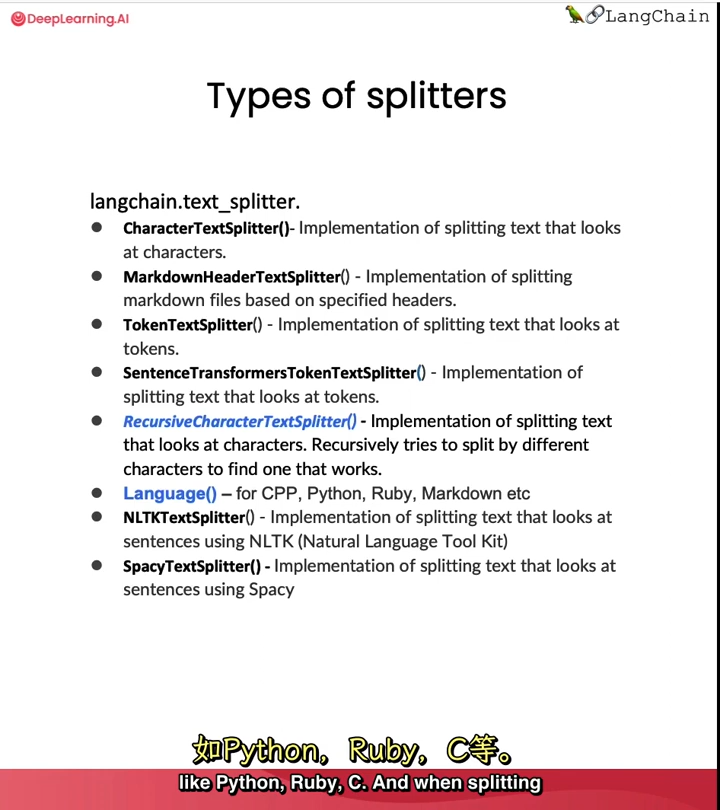 DeepLearning.AI
LangChain
Types of splitters
langchain.text_splitter.
● CharacterTextSplitter()- Implementation of splitting text that looks
at characters.
● MarkdownHeaderTextSplitter() - Implementation of splitting
markdown files based on specified headers.
● TokenTextSplitter() - Implementation of splitting text that looks at
tokens.
● SentenceTransformersTokenTextSplitter() - Implementation of
splitting text that looks at tokens.
● RecursiveCharacterTextSplitter() - Implementation of splitting text
that looks at characters. Recursively tries to split by different
characters to find one that works.
● Language() – for CPP, Python, Ruby, Markdown etc
● NLTKTextSplitter() - Implementation of splitting text that looks at
sentences using NLTK (Natural Language Tool Kit)
● SpacyTextSplitter() - Implementation of splitting text that looks at
sentences using Spacy
如Python，Ruby，C等。
like Python, Ruby, C. And when splitting